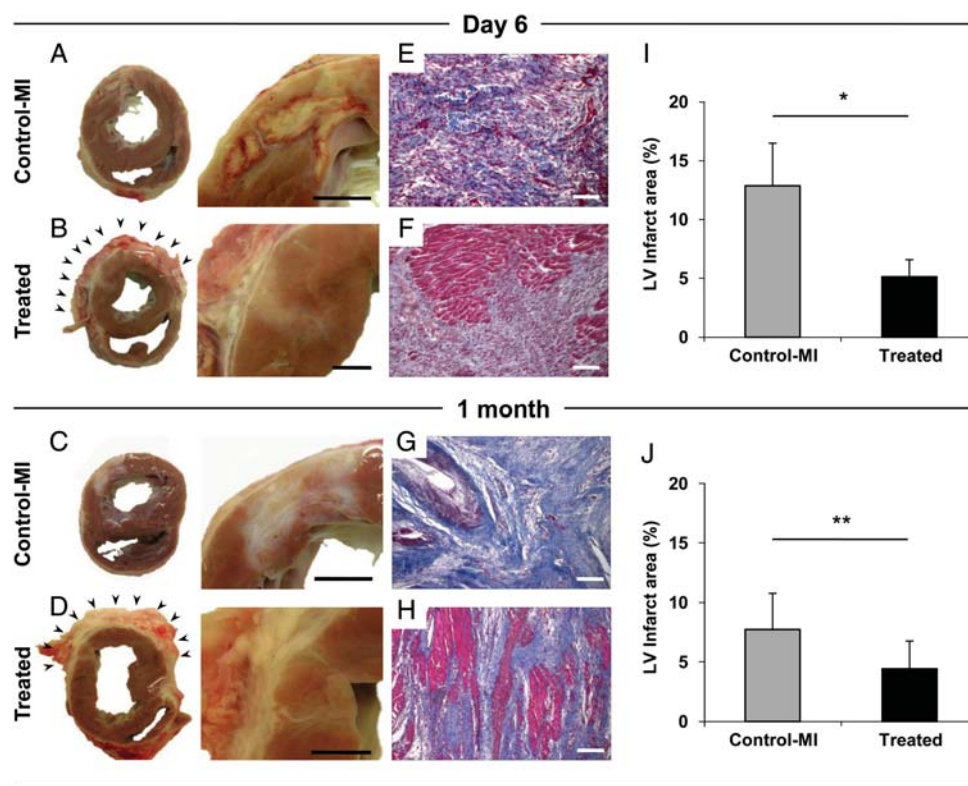 Day 6
A
E
I
Control-MI
B
F
Treated
LV Infarct area (%)
20
15
10
5
0
*
Control-MI Treated
1 month
C
G
J
Control-MI
D
H
Treated
LV Infarct area (%)
20
15
10
5
0
**
Control-MI Treated